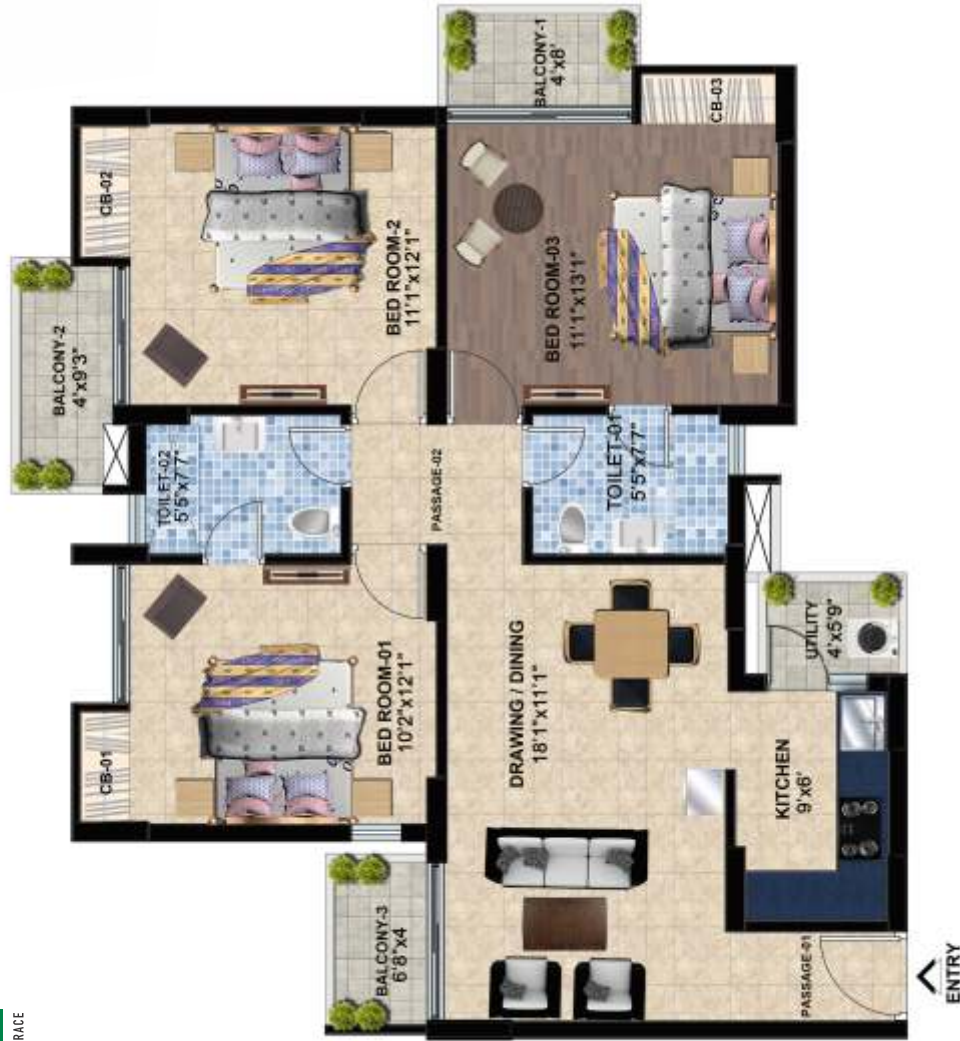 BALCONY-1
4'x8'
CB-03
CB-02
BED ROOM-2
11'1"x12'1"
BALCONY-2
4'x9'3"
BED ROOM-03
11'1"x13'1"
TOILET-02
5'5"x7'7"
PASSAGE-02
TOILET-01
5'5"x7'7"
BED ROOM-01
10'2"x12'1"
CB-01
DRAWING / DINING
18'1"x11'1"
UTILITY
4'x5'9"
KITCHEN
9'x6'
BALCONY-3
6'8"x4
PASSAGE-01
ENTRY
RACE